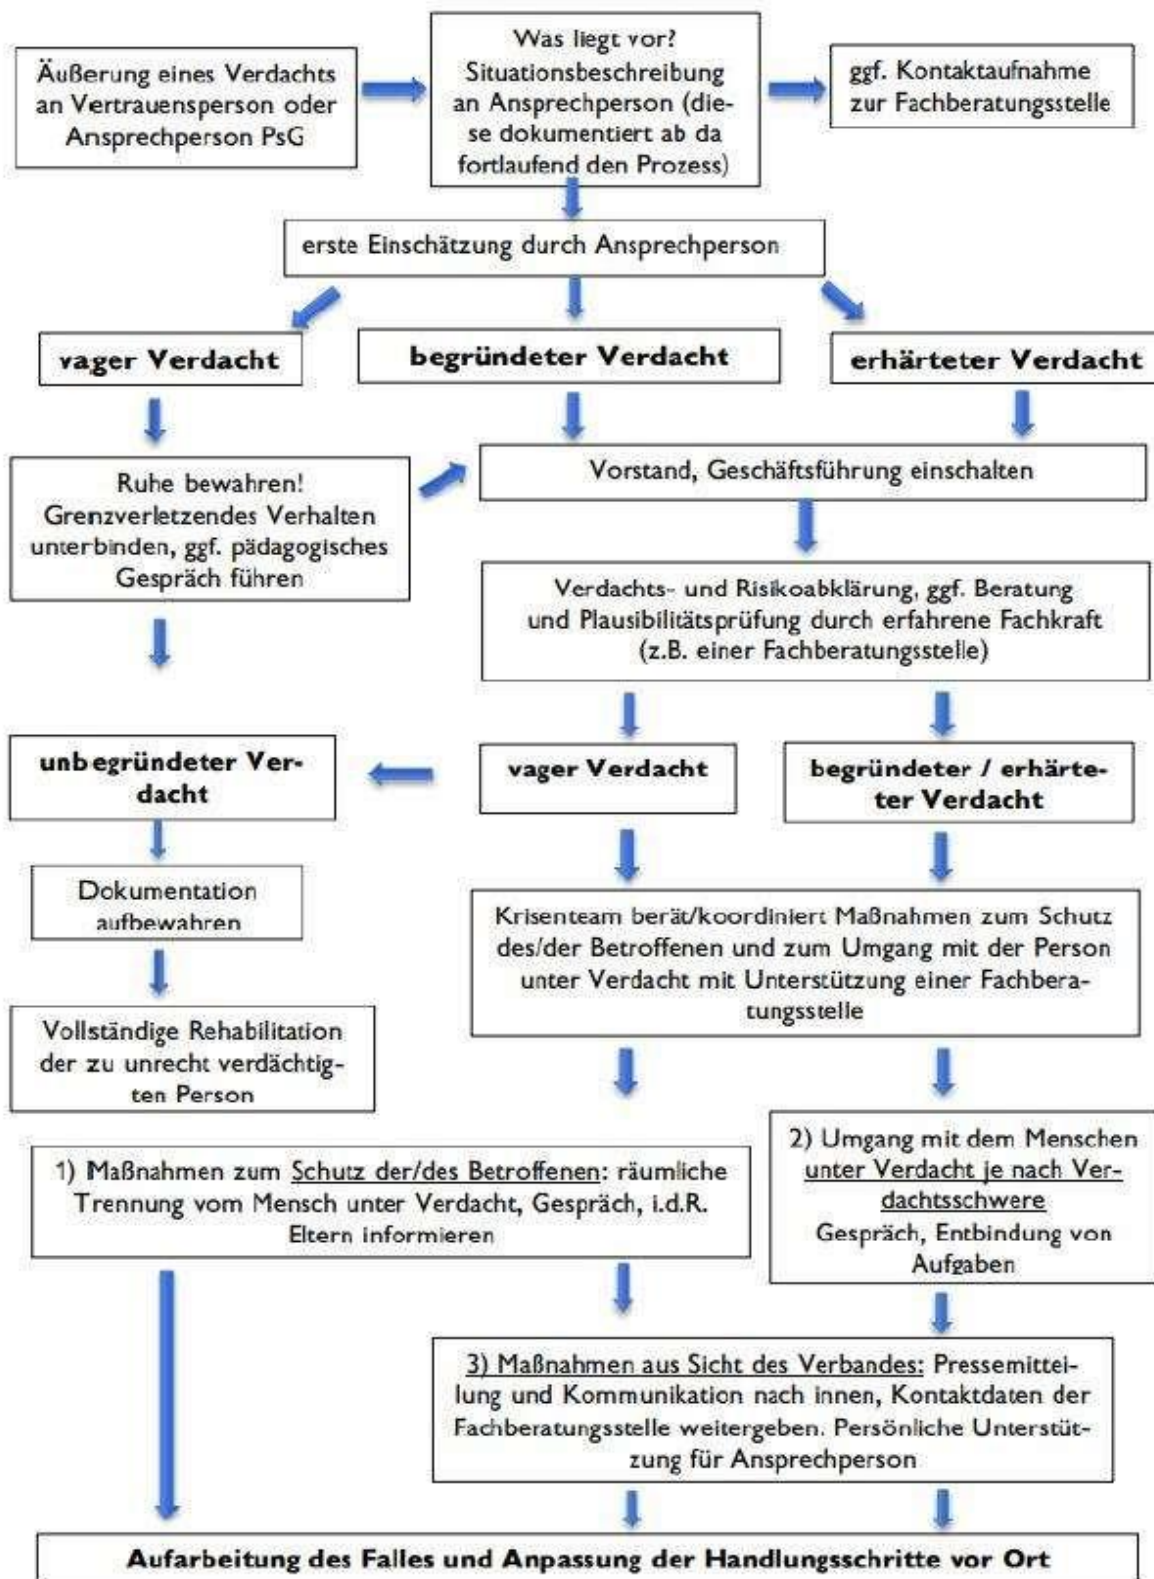 Äußerung eines Verdachts
an Vertrauensperson oder
Ansprechperson PsG
Was liegt vor?
Situationsbeschreibung
an Ansprechperson (die-
se dokumentiert ab da
fortlaufend den Prozess)
ggf. Kontaktaufnahme
zur Fachberatungsstelle
erste Einschätzung durch Ansprechperson
vager Verdacht
begründeter Verdacht
erhärteter Verdacht
Ruhe bewahren!
Grenzverletzendes Verhalten
unterbinden, ggf. pädagogisches
Gespräch führen
Vorstand, Geschäftsführung einschalten
Verdachts- und Risikoabklärung, ggf. Beratung
und Plausibilitätsprüfung durch erfahrene Fachkraft
(z.B. einer Fachberatungsstelle)
unbegründeter Ver-
dacht
vager Verdacht
begründeter / erhärte-
ter Verdacht
Dokumentation
aufbewahren
Krisenteam berät/koordiniert Maßnahmen zum Schutz
des/der Betroffenen und zum Umgang mit der Person
unter Verdacht mit Unterstützung einer Fachbera-
tungsstelle
Vollständige Rehabilitation
der zu unrecht verdächtig-
ten Person
1) Maßnahmen zum Schutz der/des Betroffenen: räumliche
Trennung vom Mensch unter Verdacht, Gespräch, i.d.R.
Eltern informieren
2) Umgang mit dem Menschen
unter Verdacht je nach Ver-
dachtsschwere
Gespräch, Entbindung von
Aufgaben
3) Maßnahmen aus Sicht des Verbandes: Pressemittei-
lung und Kommunikation nach innen, Kontaktdaten der
Fachberatungsstelle weitergeben. Persönliche Unterstüt-
zung für Ansprechperson
Aufarbeitung des Falles und Anpassung der Handlungsschritte vor Ort